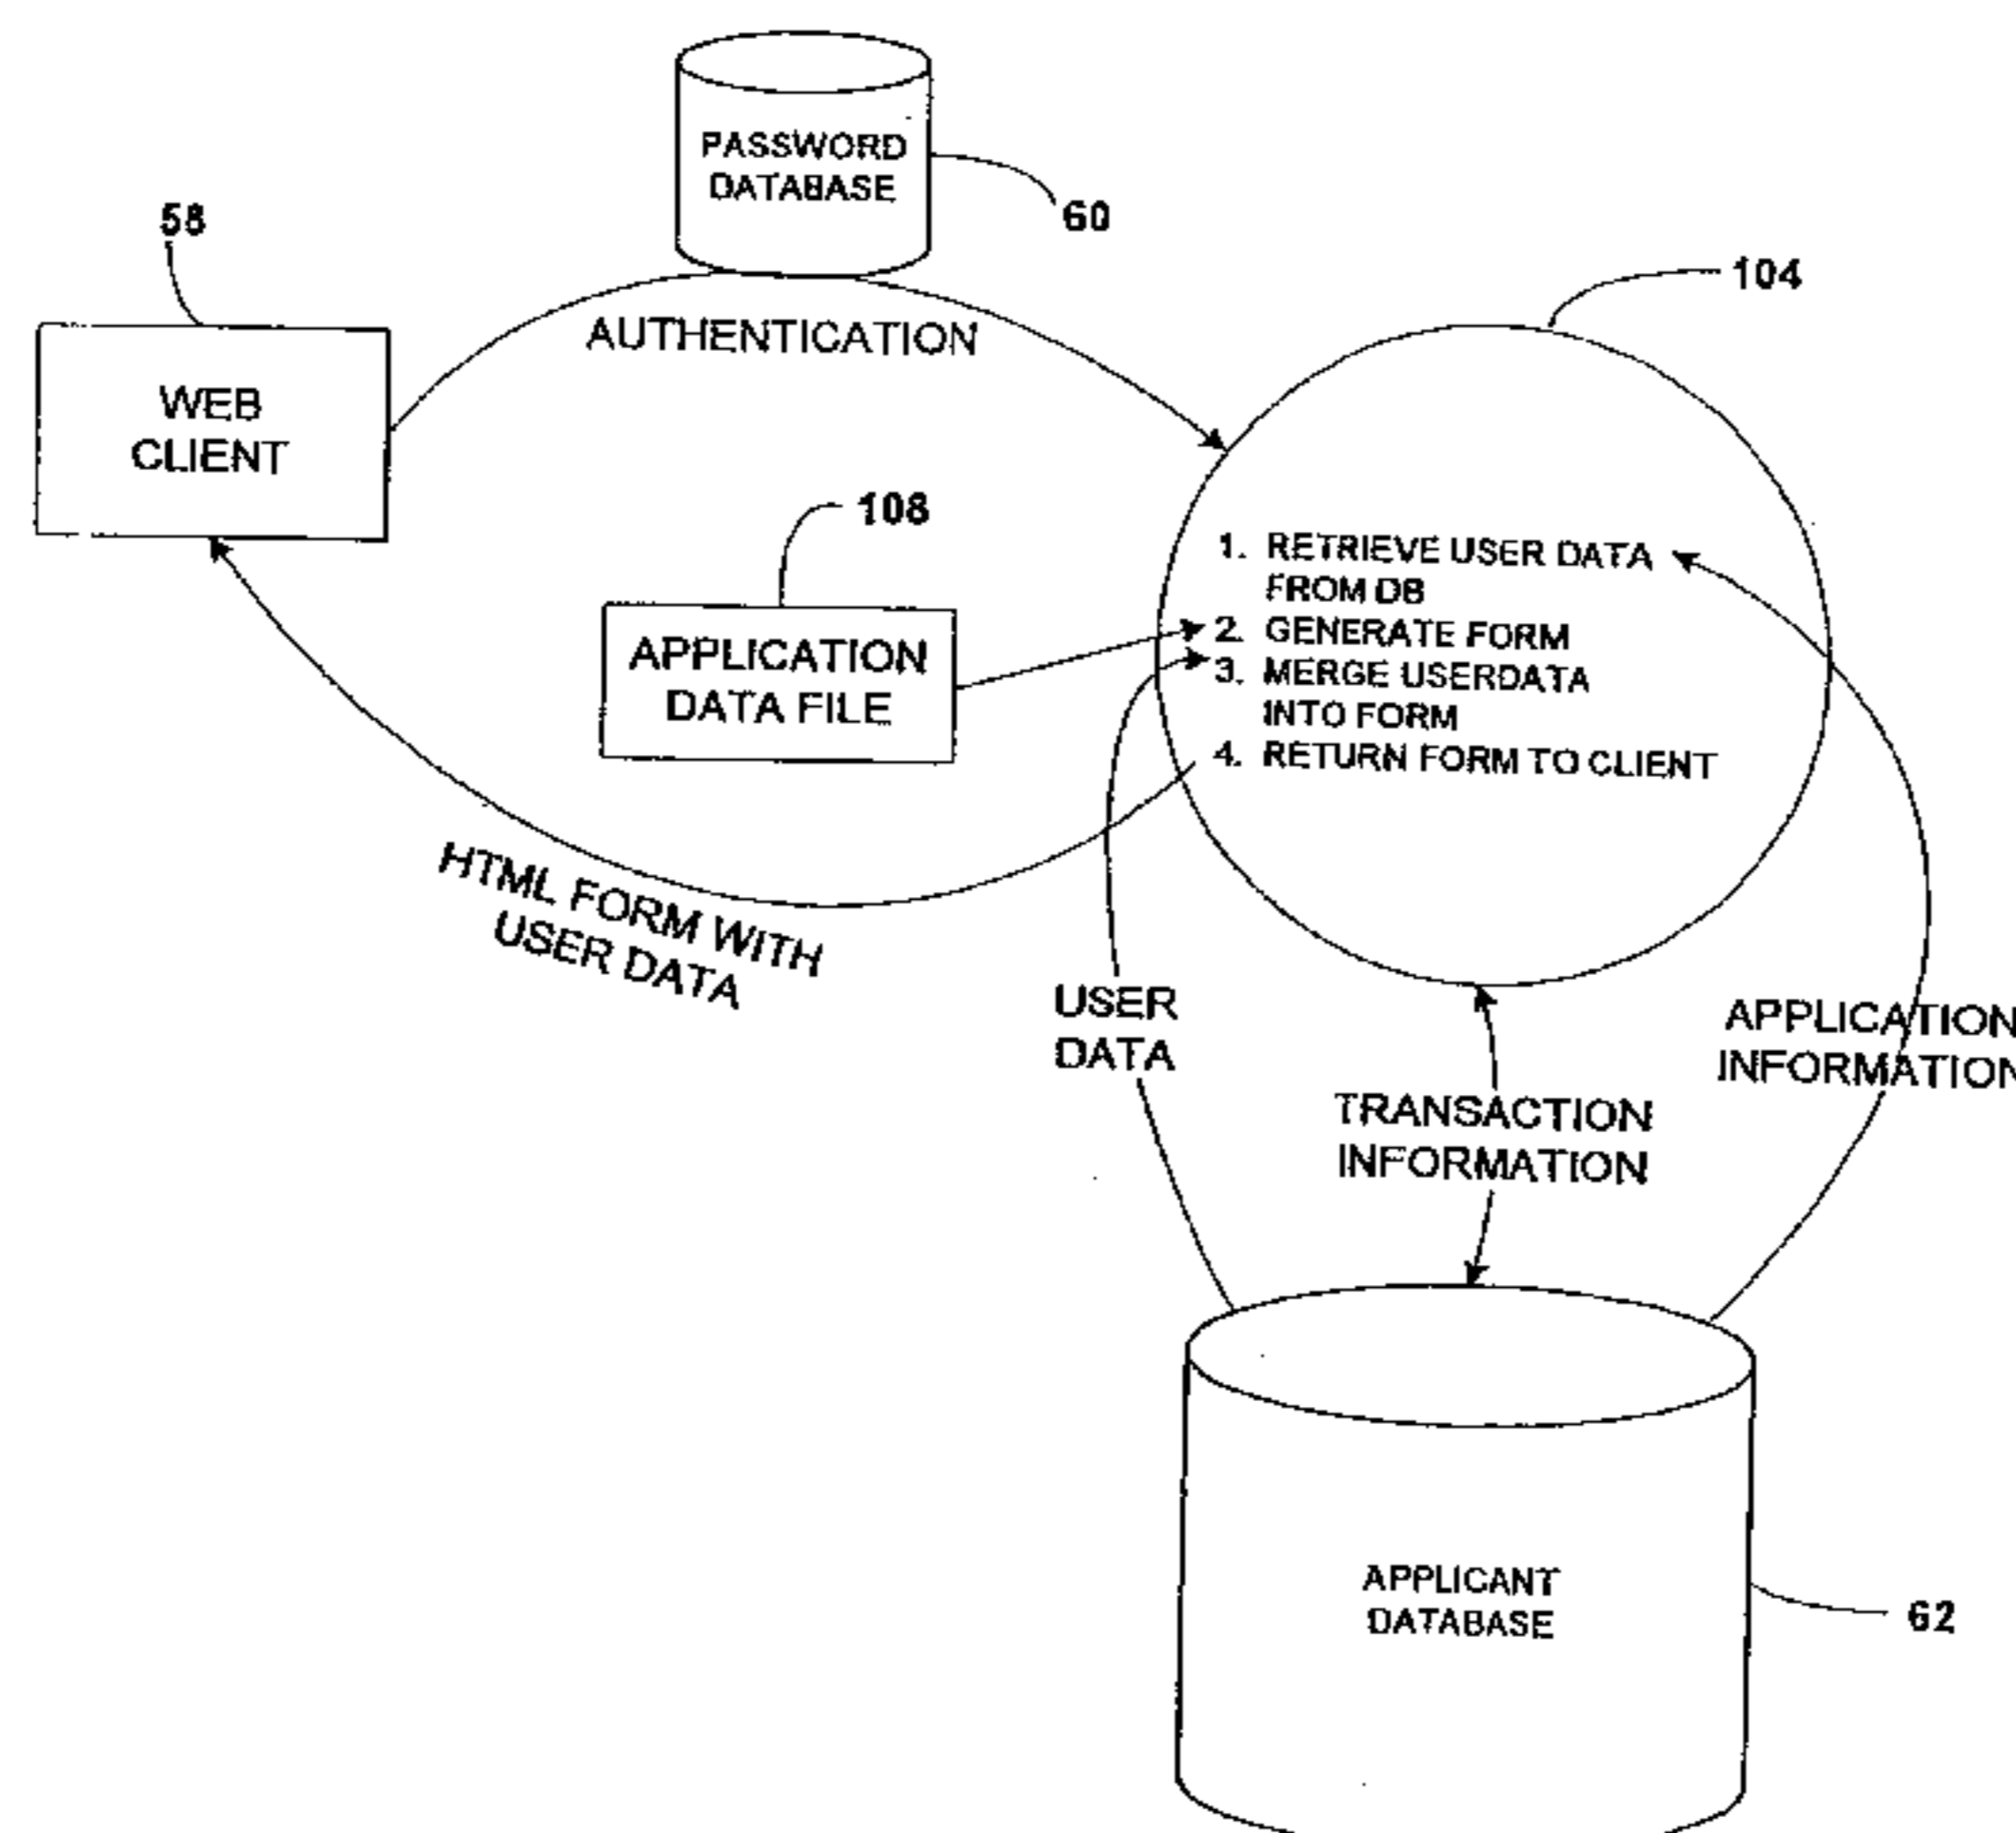 PASSWORD
DATABASE
60
58
104
AUTHENTICATION
WEB
CLIENT
108
1. RETRIEVE USER DATA
FROM DB
2. GENERATE FORM
3. MERGE USERDATA
INTO FORM
4. RETURN FORM TO CLIENT
APPLICATION
DATA FILE
HTML FORM WITH
USER DATA
USER
DATA
APPLICATION
INFORMATION
TRANSACTION
INFORMATION
APPLICANT
DATABASE
62